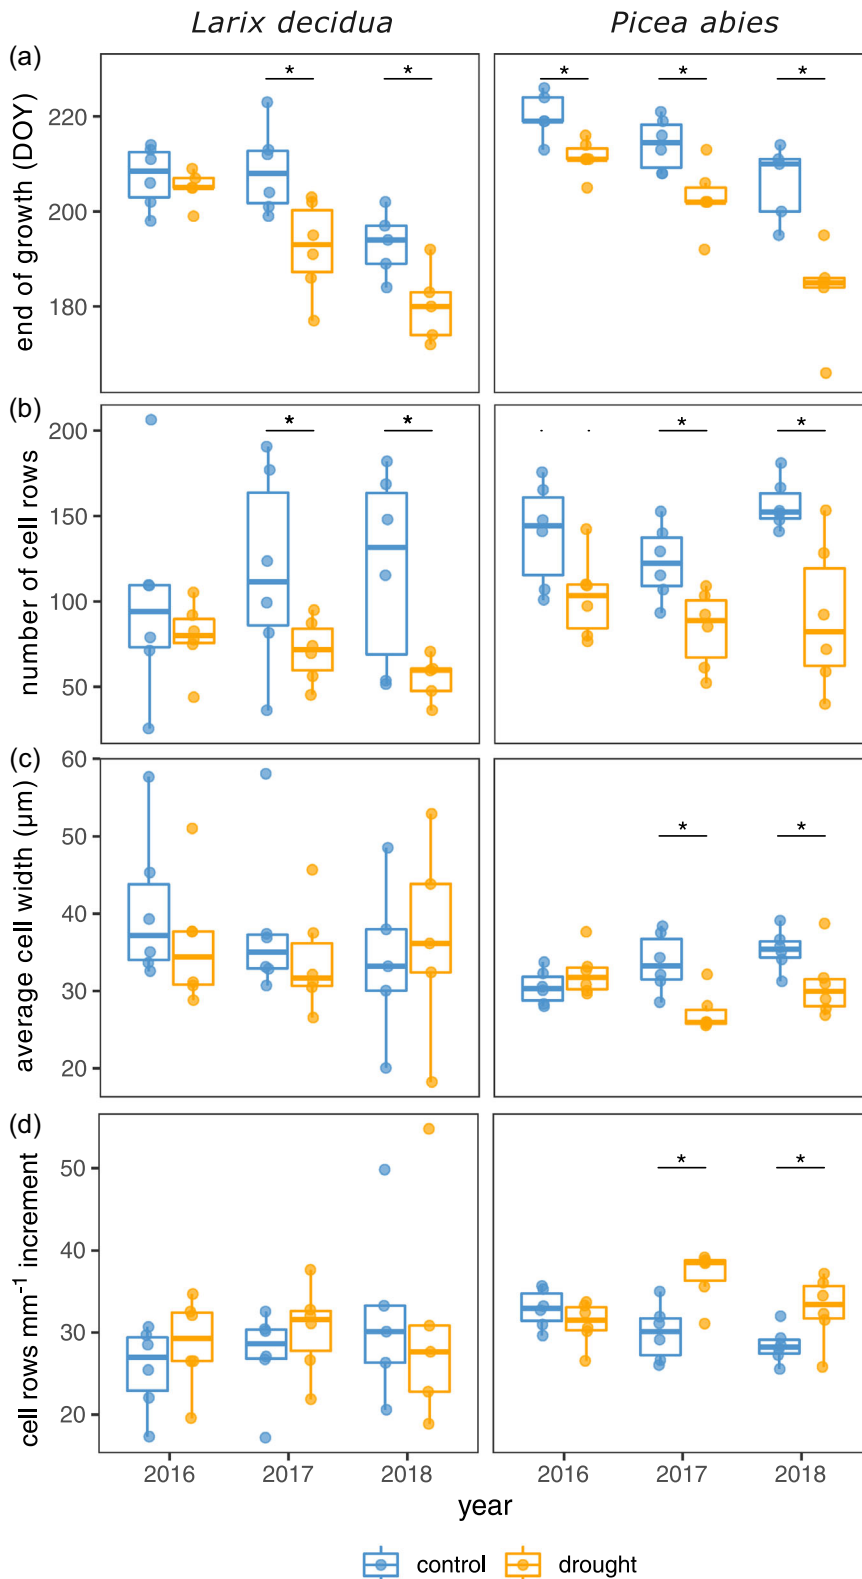 Larix decidua Picea abies
(a)
* * * * *
end of growth (DOY)
220
200
180
(b)
* * * *
number of cell rows
200
150
100
50
(c)
* *
average cell width (µm)
60
50
40
30
20
(d)
* *
cell rows mm⁻¹ increment
50
40
30
20
2016 2017 2018 2016 2017 2018
year
control drought